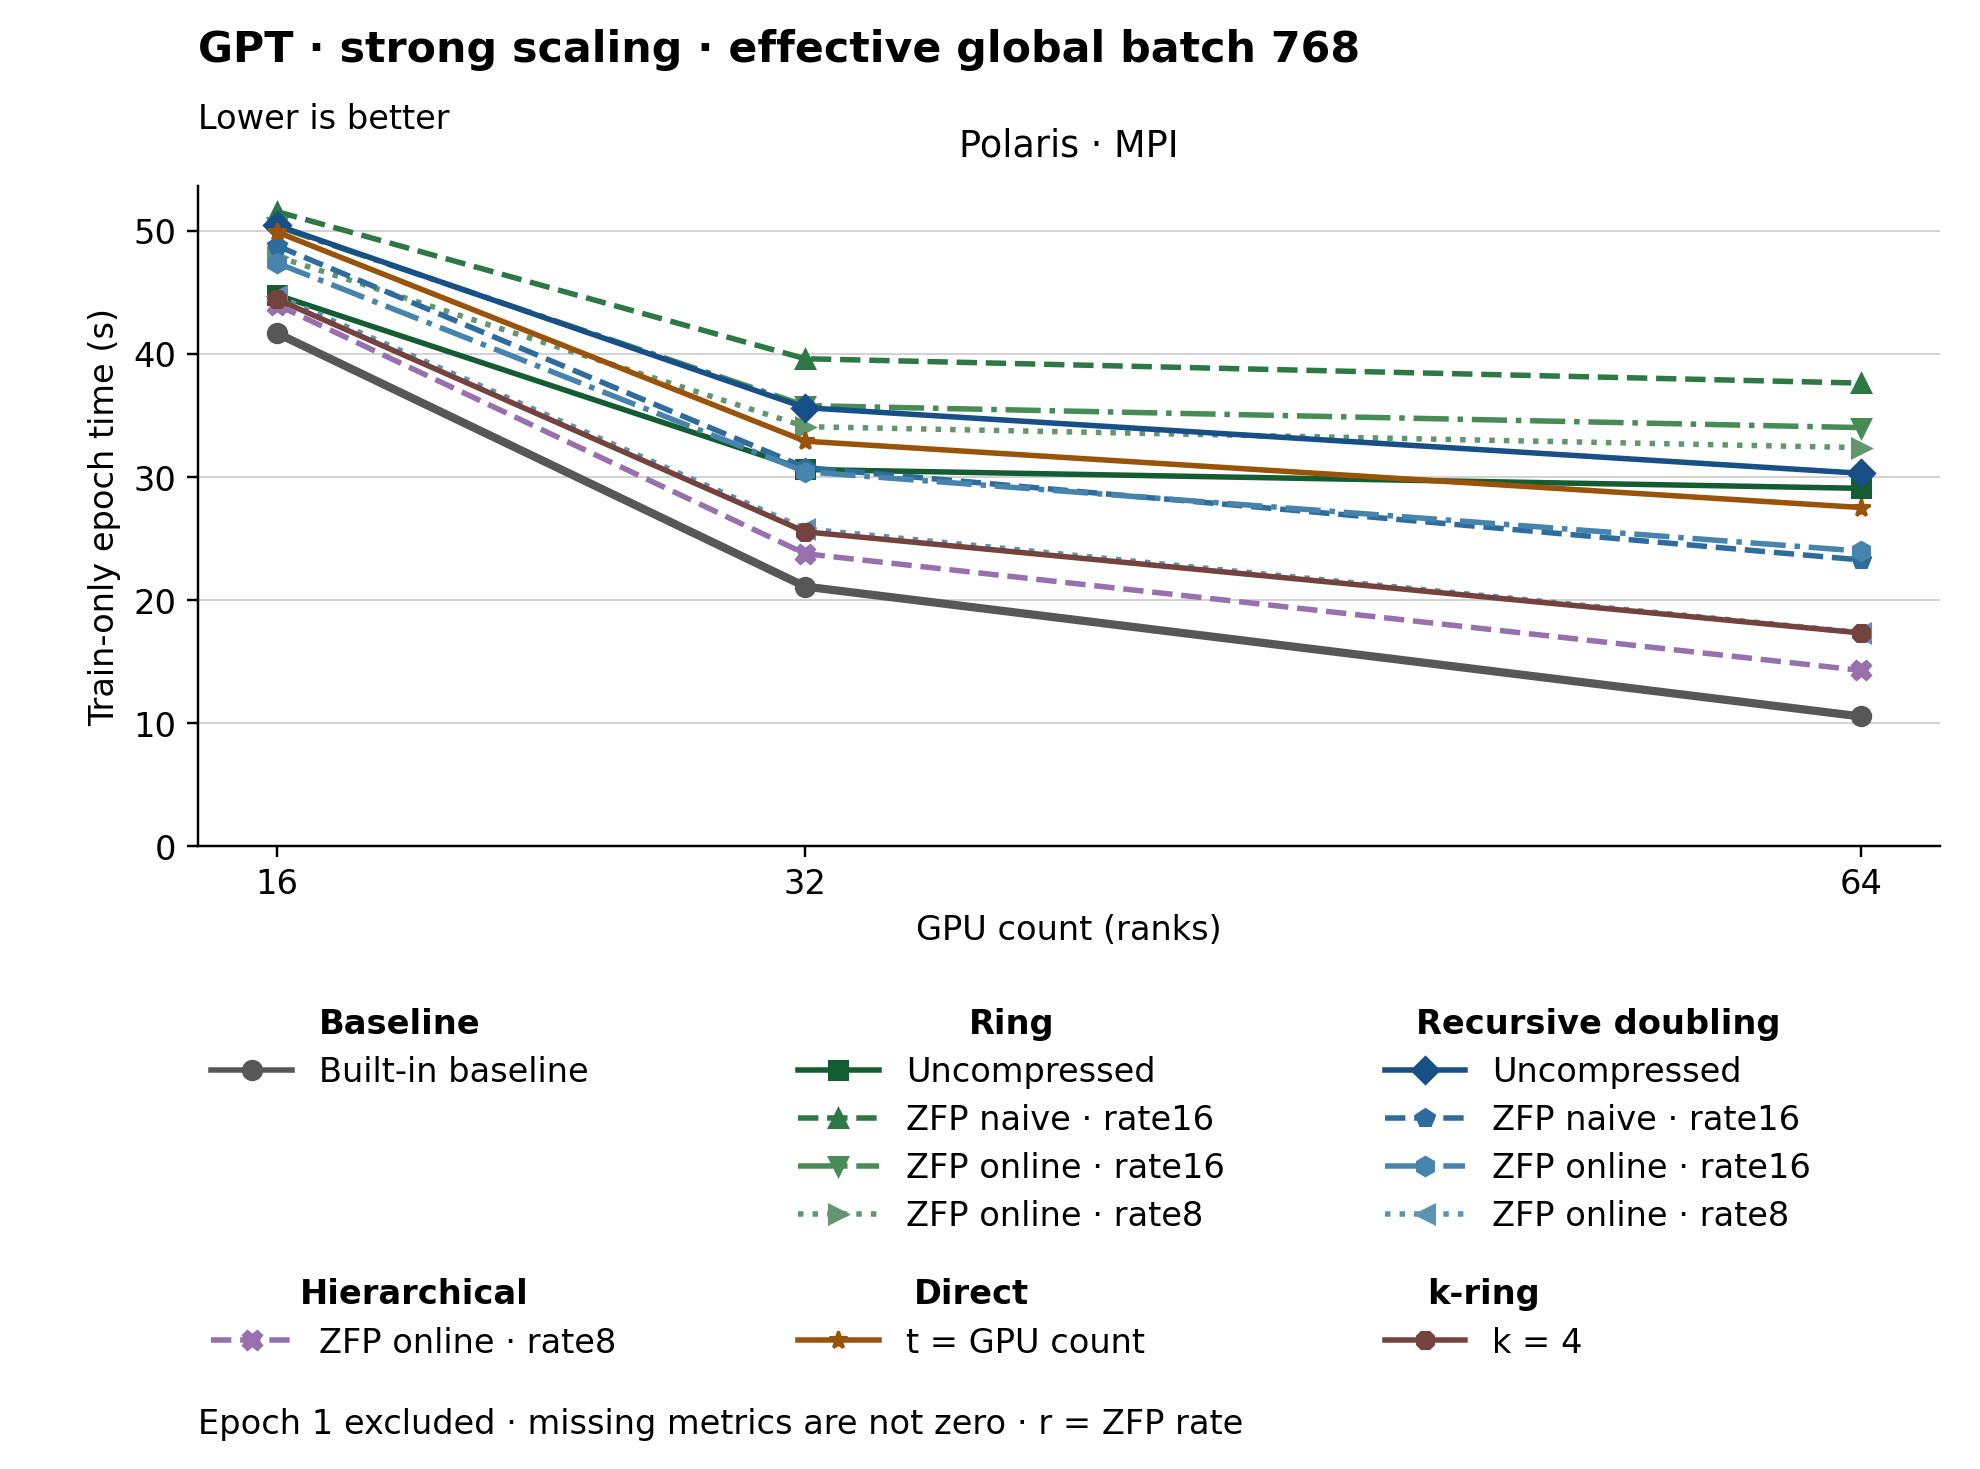 GPT · strong scaling · effective global batch 768
Lower is better
Polaris · MPI
Train-only epoch time (s)
50
40
30
20
10
0
16
32
64
GPU count (ranks)
Baseline
Built-in baseline
Ring
Uncompressed
ZFP naive · rate16
ZFP online · rate16
ZFP online · rate8
Recursive doubling
Uncompressed
ZFP naive · rate16
ZFP online · rate16
ZFP online · rate8
Hierarchical
ZFP online · rate8
Direct
t = GPU count
k-ring
k = 4
Epoch 1 excluded · missing metrics are not zero · r = ZFP rate